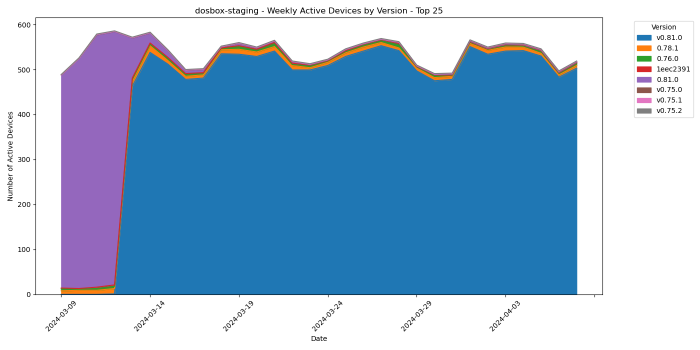 dosbox-staging - Weekly Active Devices by Version - Top 25
Number of Active Devices
600
500
400
300
200
100
0
2024-03-09
2024-03-14
2024-03-19
2024-03-24
2024-03-29
2024-04-03
Date
Version
v0.81.0
0.78.1
0.76.0
1eec2391
0.81.0
v0.75.0
v0.75.1
v0.75.2